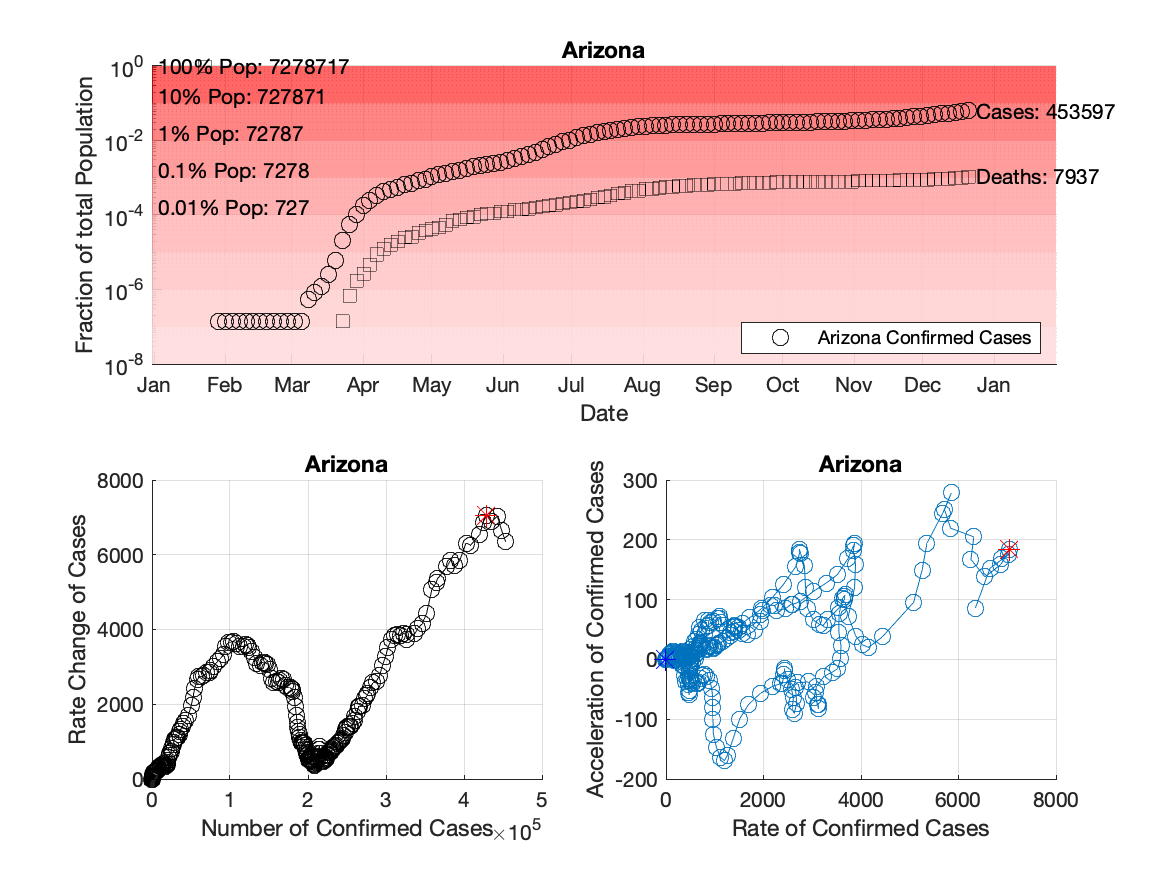 Arizona
10^0
100% Pop: 7278717
10% Pop: 727871
10^-2
1% Pop: 72787
0.1% Pop: 7278
10^-4
0.01% Pop: 727
10^-6
10^-8
Fraction of total Population
Cases: 453597
Deaths: 7937
Arizona Confirmed Cases
Jan Feb Mar Apr May Jun Jul Aug Sep Oct Nov Dec Jan
Date
Arizona
8000
6000
4000
2000
0
Rate Change of Cases
0 1 2 3 4 5
Number of Confirmed Cases ×10^5
Arizona
300
200
100
0
-100
-200
Acceleration of Confirmed Cases
0 2000 4000 6000 8000
Rate of Confirmed Cases